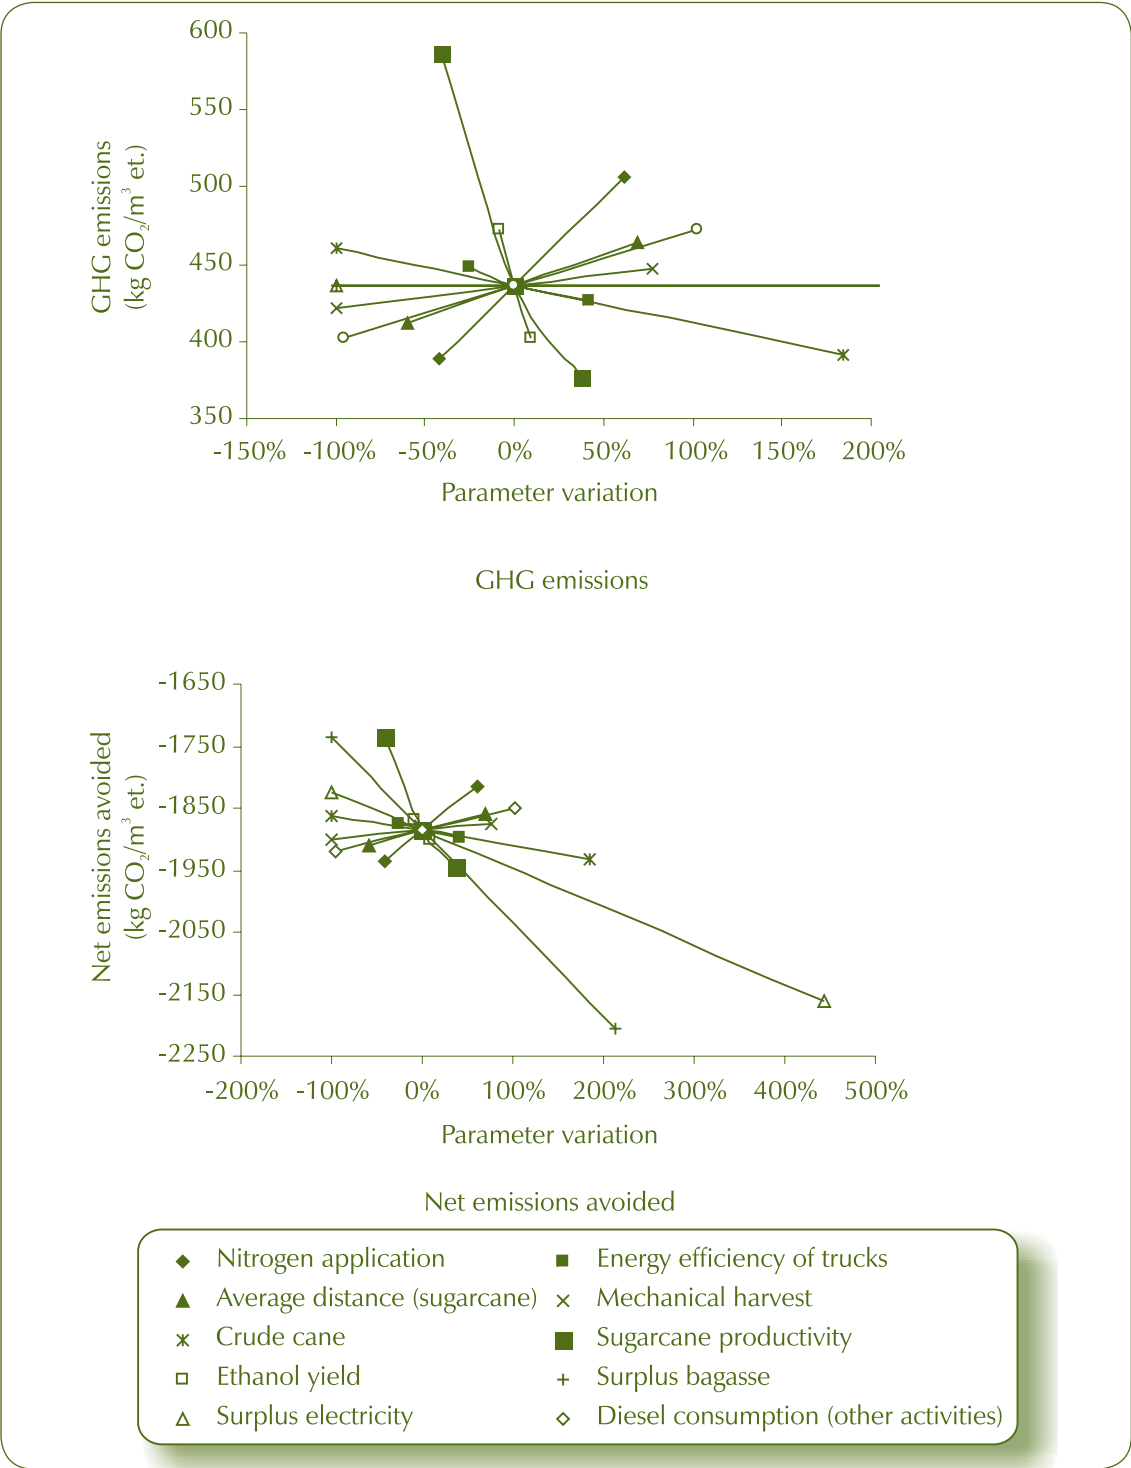 600
550
500
450
400
350
GHG emissions
(kg CO₂/m³ et.)
-150% -100% -50% 0% 50% 100% 150% 200%
Parameter variation
GHG emissions
-1650
-1750
-1850
-1950
-2050
-2150
-2250
Net emissions avoided
(kg CO₂/m³ et.)
-200% -100% 0% 100% 200% 300% 400% 500%
Parameter variation
Net emissions avoided
Nitrogen application
Energy efficiency of trucks
Average distance (sugarcane)
Mechanical harvest
Crude cane
Sugarcane productivity
Ethanol yield
Surplus bagasse
Surplus electricity
Diesel consumption (other activities)